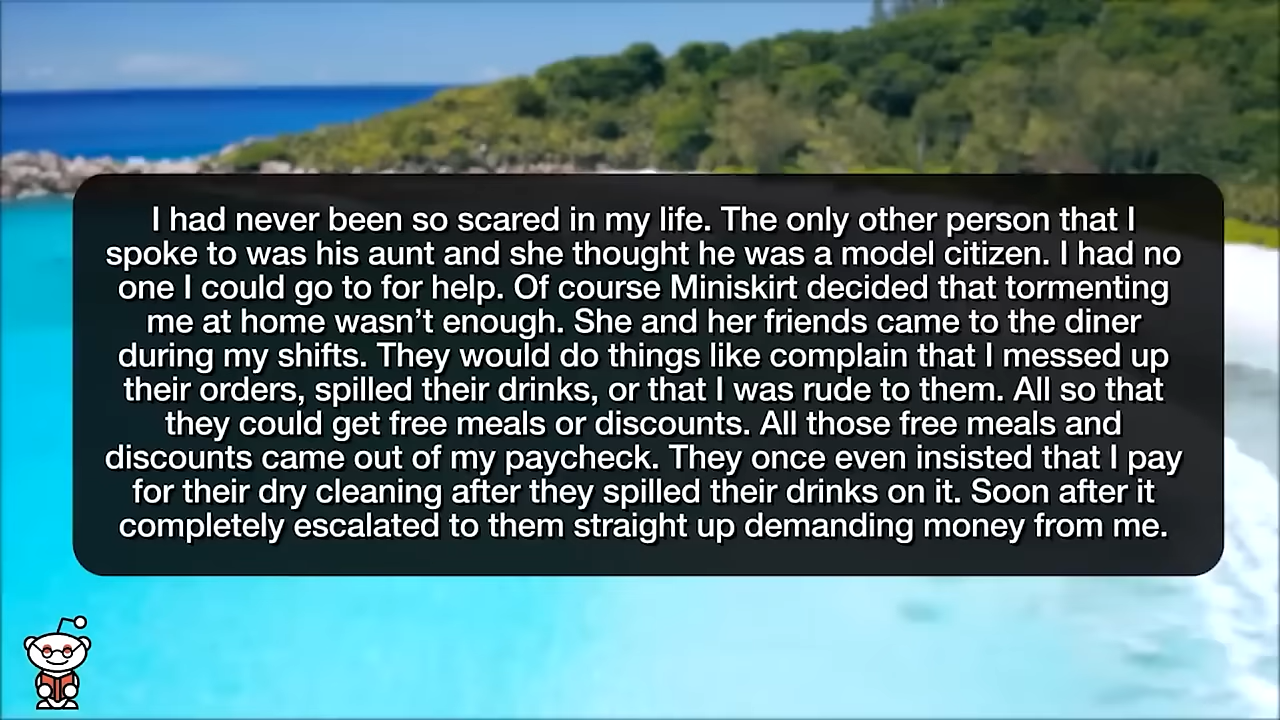 I had never been so scared in my life. The only other person that I
spoke to was his aunt and she thought he was a model citizen. I had no
one I could go to for help. Of course Miniskirt decided that tormenting
me at home wasn’t enough. She and her friends came to the diner
during my shifts. They would do things like complain that I messed up
their orders, spilled their drinks, or that I was rude to them. All so that
they could get free meals or discounts. All those free meals and
discounts came out of my paycheck. They once even insisted that I pay
for their dry cleaning after they spilled their drinks on it. Soon after it
completely escalated to them straight up demanding money from me.